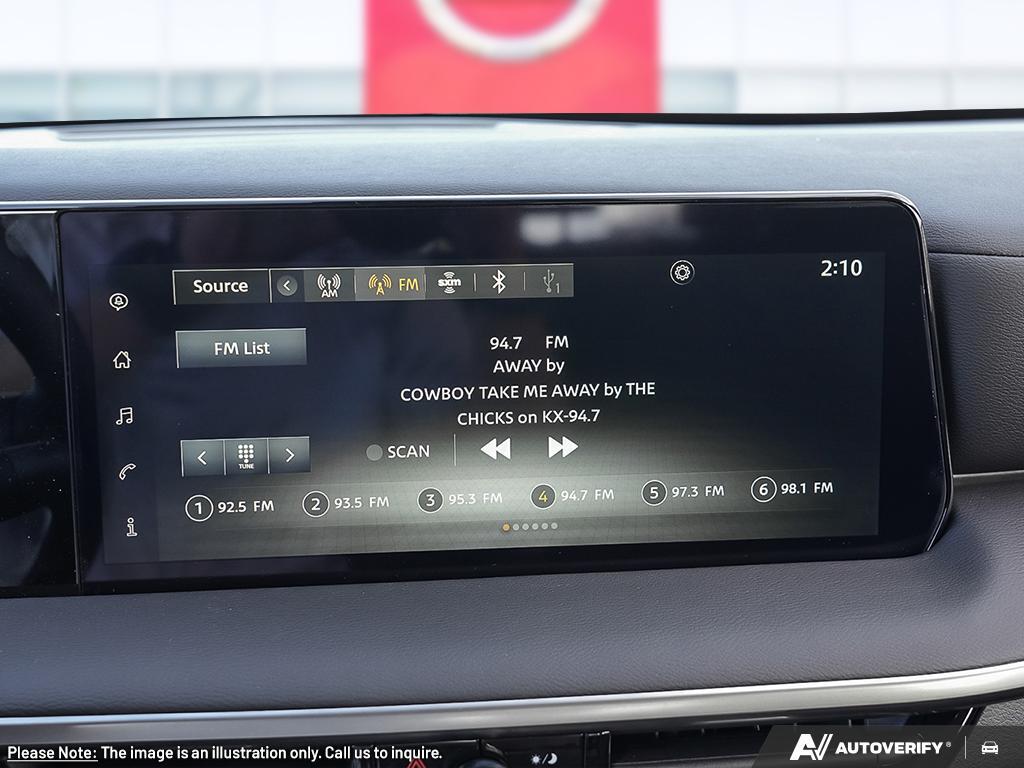 2:10
Source AM FM sxm 1
FM List
94.7 FM
AWAY by
COWBOY TAKE ME AWAY by THE
CHICKS on KX-94.7
TUNE SCAN
1 92.5 FM 2 93.5 FM 3 95.3 FM 4 94.7 FM 5 97.3 FM 6 98.1 FM
Please Note: The image is an illustration only. Call us to inquire.
AV AUTOVERIFY®